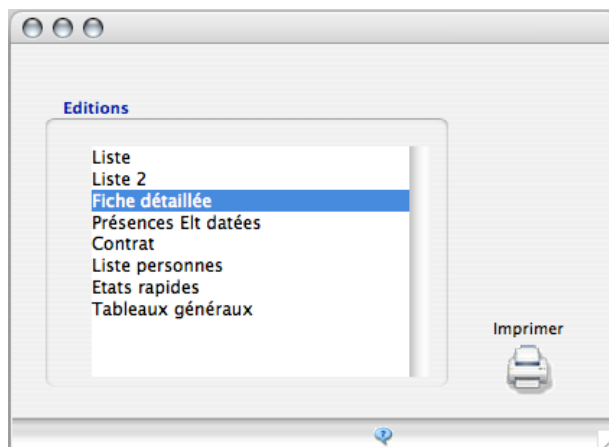 Editions
Liste
Liste 2
Fiche détaillée
Présences Elt datées
Contrat
Liste personnes
Etats rapides
Tableaux généraux
Imprimer